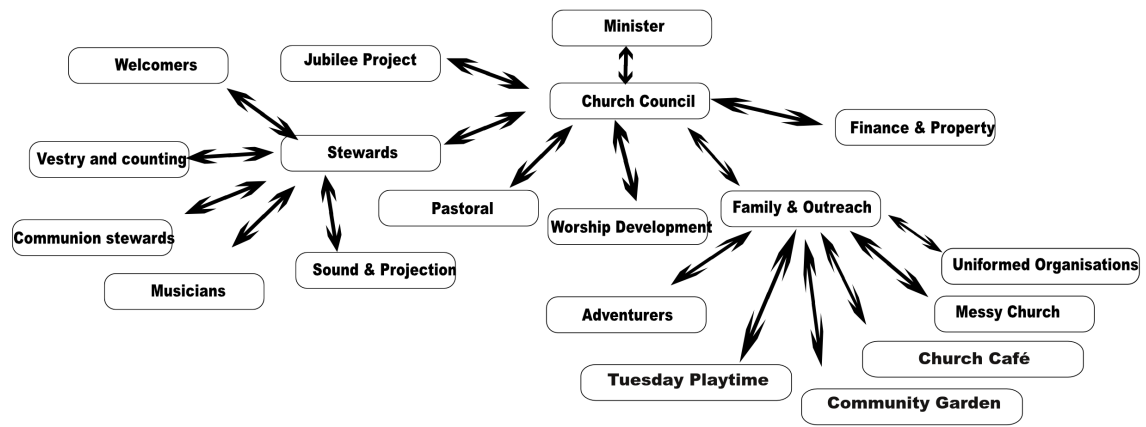 Minister
Welcomers
Jubilee Project
Church Council
Finance & Property
Vestry and counting
Stewards
Pastoral
Worship Development
Family & Outreach
Communion stewards
Musicians
Sound & Projection
Uniformed Organisations
Adventurers
Messy Church
Church Café
Tuesday Playtime
Community Garden